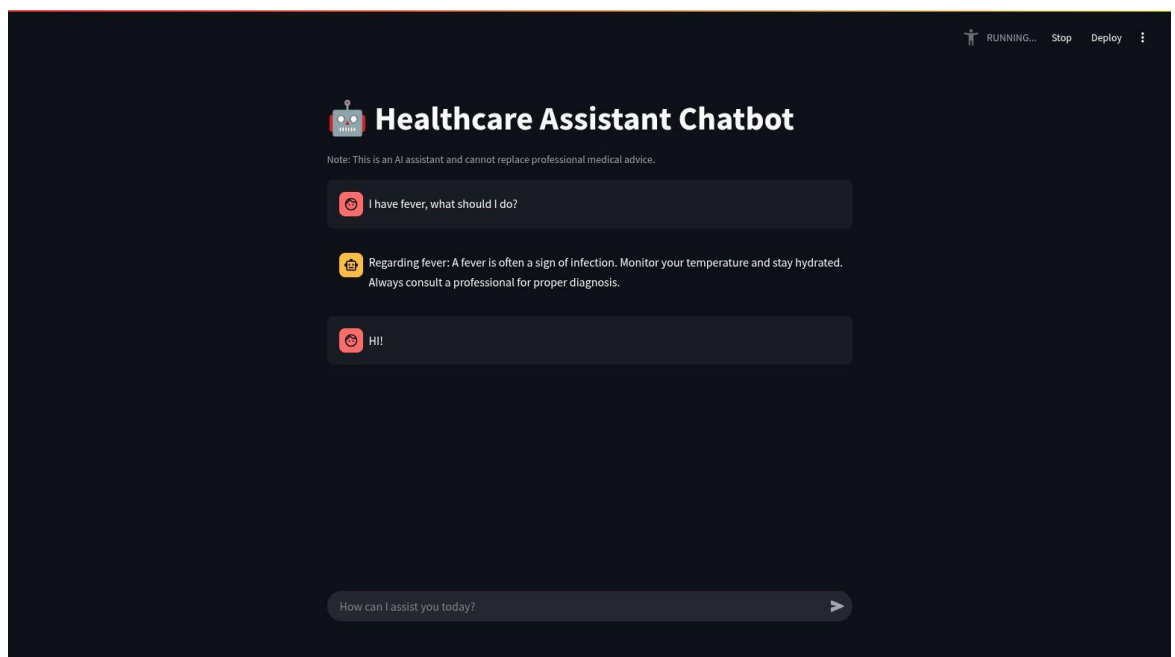 RUNNING... Stop Deploy
Healthcare Assistant Chatbot
Note: This is an AI assistant and cannot replace professional medical advice.
I have fever, what should I do?
Regarding fever: A fever is often a sign of infection. Monitor your temperature and stay hydrated.
Always consult a professional for proper diagnosis.
HI!
How can I assist you today?